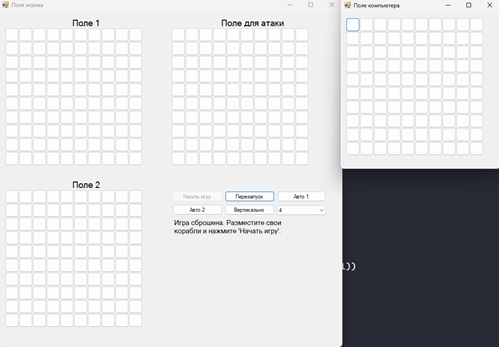 Поле игрока
Поле компьютера
Поле 1
Поле для атаки
Поле 2
Начать игру
Перезапуск
Авто 1
Авто 2
Вертикально
4
Игра сброшена. Разместите свои
корабли и нажмите 'Начать игру'.
))